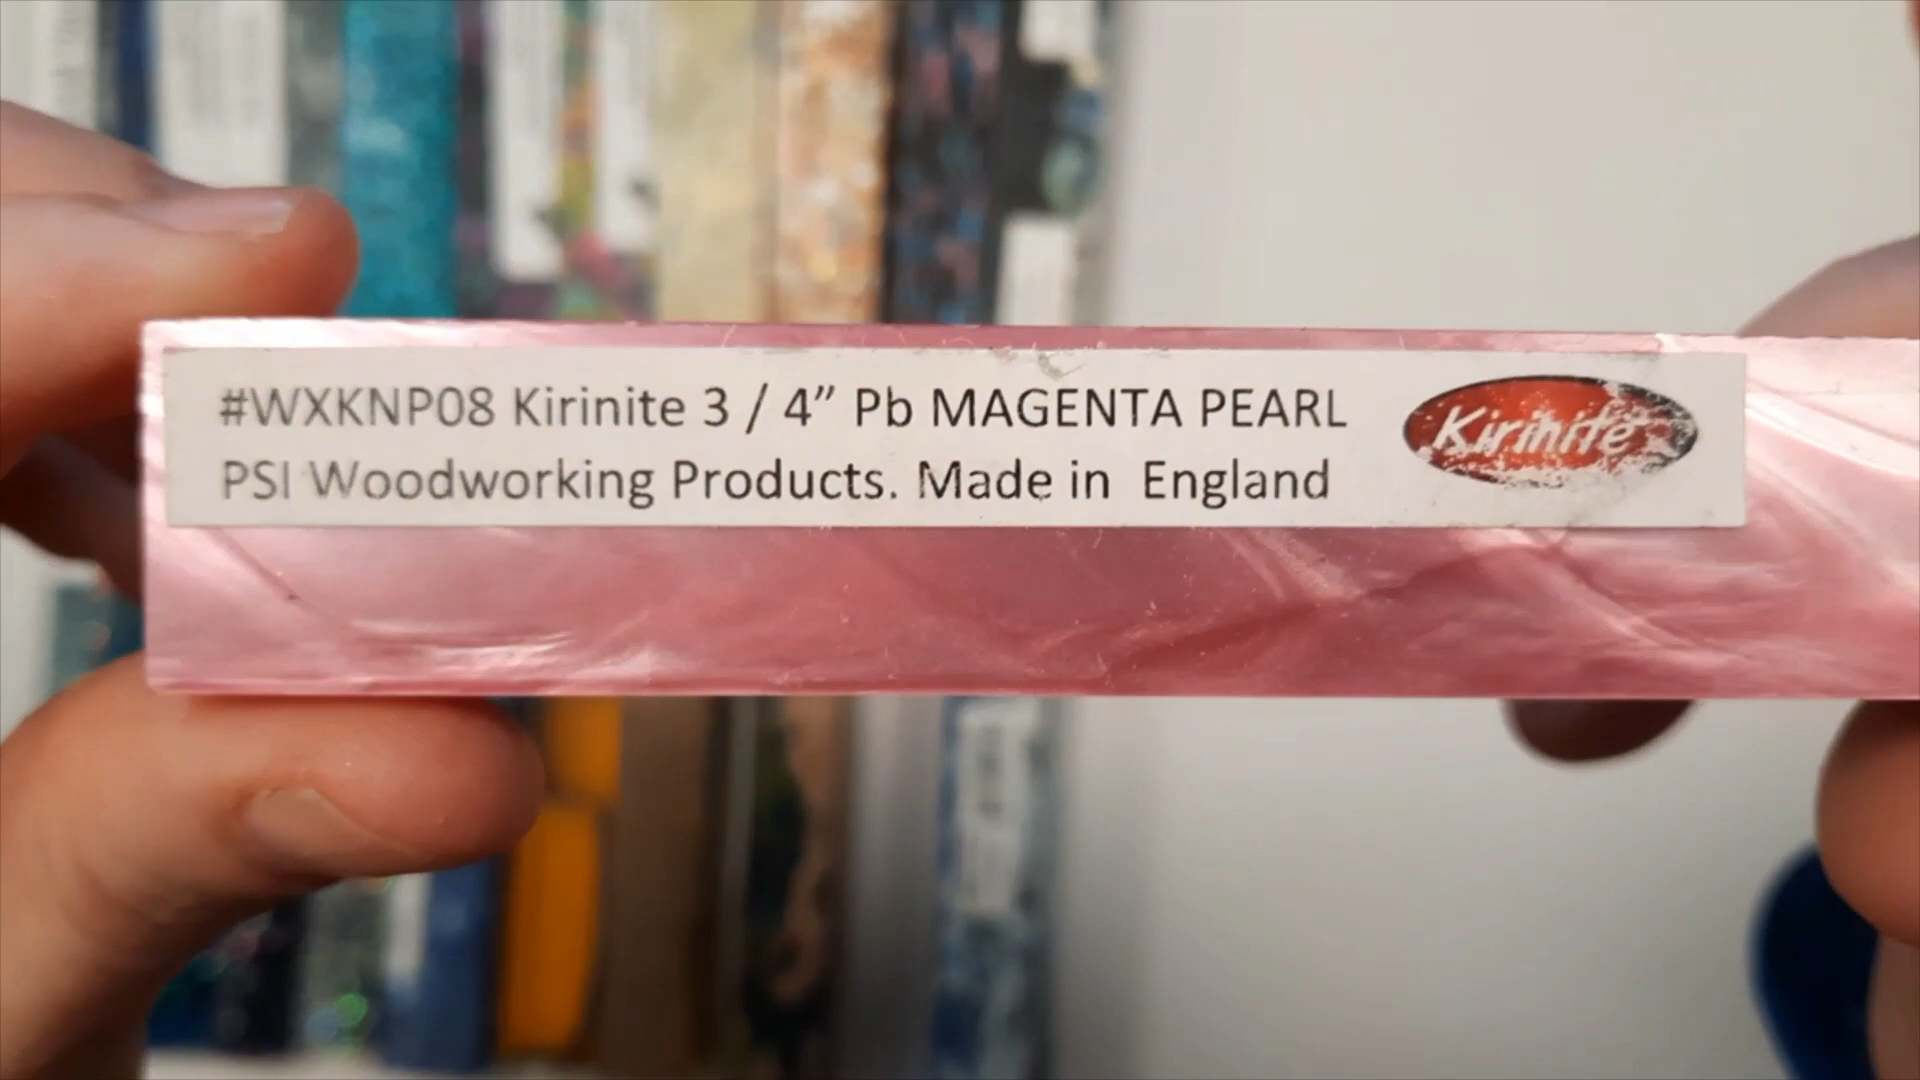 #WXKNP08 Kirinite 3 / 4” Pb MAGENTA PEARL
PSI Woodworking Products. Made in  England
Kirinite